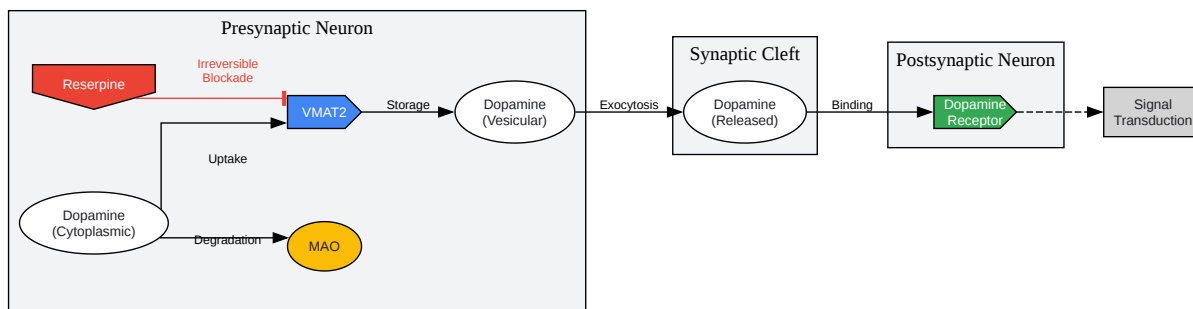 Presynaptic Neuron
Reserpine
Irreversible
Blockade
VMAT2
Storage
Dopamine
(Vesicular)
Uptake
Dopamine
(Cytoplasmic)
Degradation
MAO
Exocytosis
Synaptic Cleft
Dopamine
(Released)
Binding
Postsynaptic Neuron
Dopamine
Receptor
Signal
Transduction